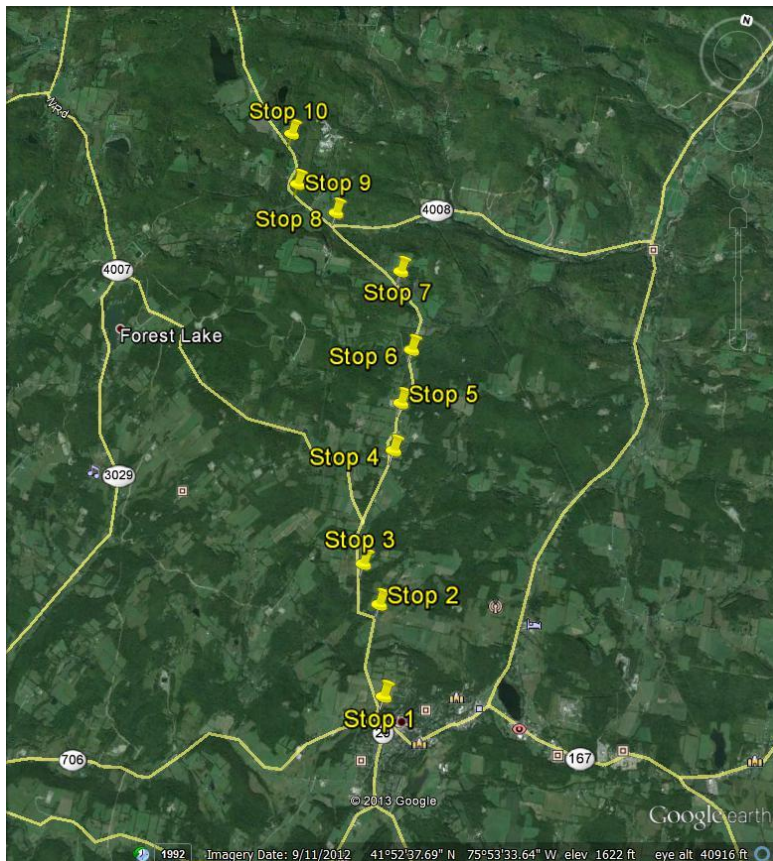 N
Stop 10
N Rd
Stop 9
Stop 8
4008
4007
Stop 7
Forest Lake
Stop 6
Stop 5
Stop 4
3029
Stop 3
Stop 2
Stop 1
29
706
167
© 2013 Google
Google earth
1992 Imagery Date: 9/11/2012 41°52'37.69" N 75°53'33.64" W elev 1622 ft eye alt 40916 ft